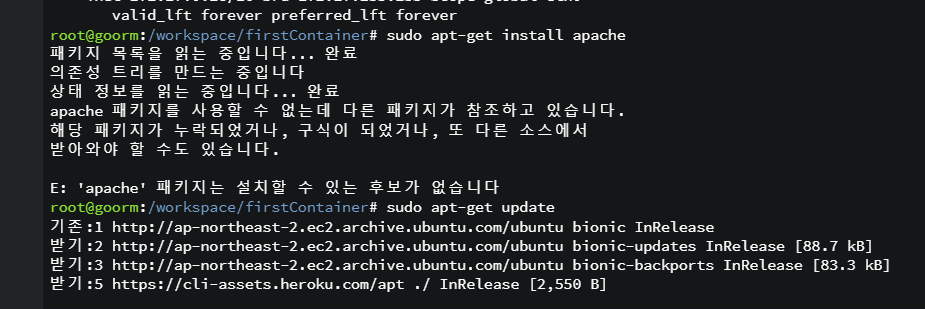 valid_lft forever preferred_lft forever
root@goorm:/workspace/firstContainer# sudo apt-get install apache
패키지 목록을 읽는 중입니다... 완료
의존성 트리를 만드는 중입니다
상태 정보를 읽는 중입니다... 완료
apache 패키지를 사용할 수 없는데 다른 패키지가 참조하고 있습니다.
해당 패키지가 누락되었거나, 구식이 되었거나, 또 다른 소스에서
받아와야 할 수도 있습니다.
E: 'apache' 패키지는 설치할 수 있는 후보가 없습니다
root@goorm:/workspace/firstContainer# sudo apt-get update
기존:1 http://ap-northeast-2.ec2.archive.ubuntu.com/ubuntu bionic InRelease
받기:2 http://ap-northeast-2.ec2.archive.ubuntu.com/ubuntu bionic-updates InRelease [88.7 kB]
받기:3 http://ap-northeast-2.ec2.archive.ubuntu.com/ubuntu bionic-backports InRelease [83.3 kB]
받기:5 https://cli-assets.heroku.com/apt ./ InRelease [2,550 B]